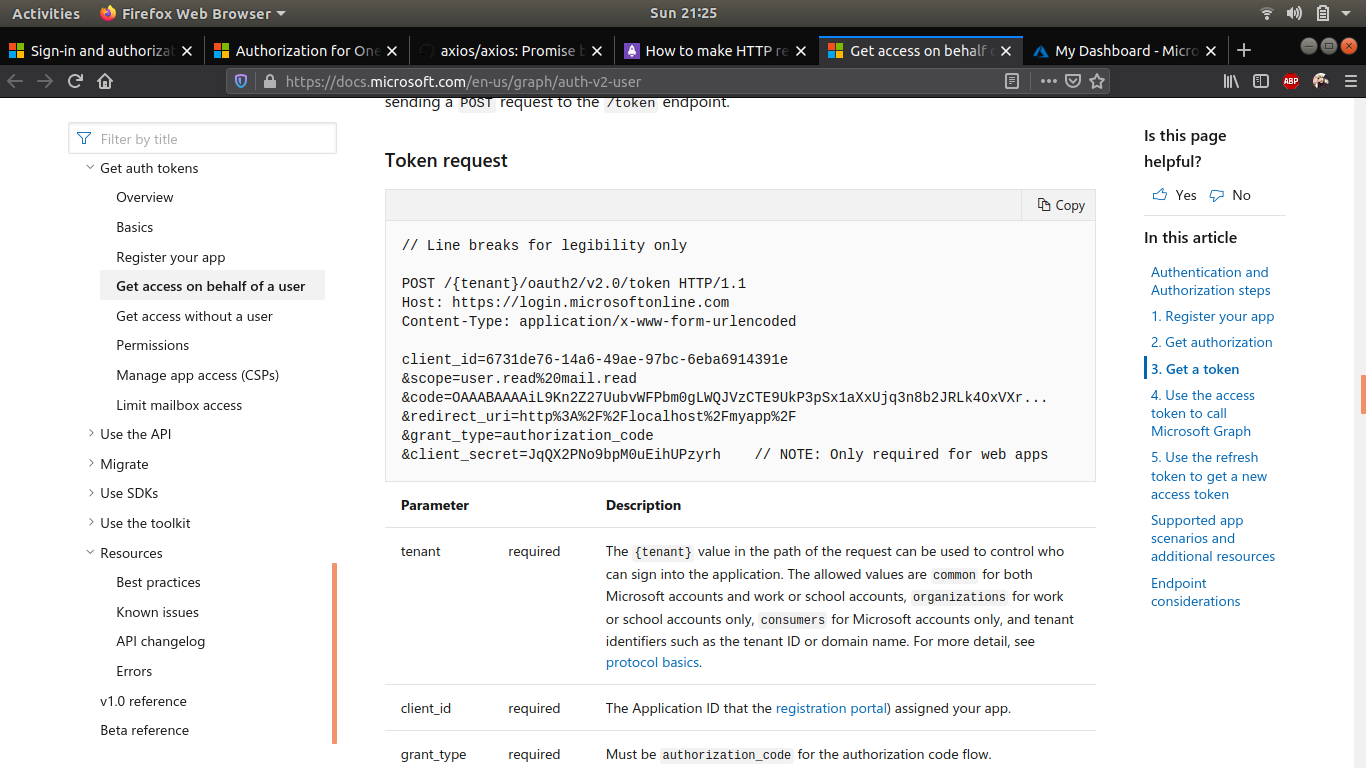 Activities
Firefox Web Browser
Sun 21:25
Sign-in and authorizat
Authorization for One
axios/axios: Promise b
How to make HTTP re
Get access on behalf o
My Dashboard - Micro
https://docs.microsoft.com/en-us/graph/auth-v2-user
ABP
sending a POST request to the /token endpoint.
Filter by title
Get auth tokens
Overview
Basics
Register your app
Get access on behalf of a user
Get access without a user
Permissions
Manage app access (CSPs)
Limit mailbox access
Use the API
Migrate
Use SDKs
Use the toolkit
Resources
Best practices
Known issues
API changelog
Errors
v1.0 reference
Beta reference
Token request
Copy
// Line breaks for legibility only
POST /{tenant}/oauth2/v2.0/token HTTP/1.1
Host: https://login.microsoftonline.com
Content-Type: application/x-www-form-urlencoded
client_id=6731de76-14a6-49ae-97bc-6eba6914391e
&scope=user.read%20mail.read
&code=OAAABAAAAiL9Kn2Z27UubvWFPbm0gLWQJVzCTE9UkP3pSx1aXxUjq3n8b2JRLk4OxVXr...
&redirect_uri=http%3A%2F%2Flocalhost%2Fmyapp%2F
&grant_type=authorization_code
&client_secret=JqQX2PNo9bpM0uEihUPzyrh    // NOTE: Only required for web apps
Parameter Description
tenant required The {tenant} value in the path of the request can be used to control who
can sign into the application. The allowed values are common for both
Microsoft accounts and work or school accounts, organizations for work
or school accounts only, consumers for Microsoft accounts only, and tenant
identifiers such as the tenant ID or domain name. For more detail, see
protocol basics.
client_id required The Application ID that the registration portal) assigned your app.
grant_type required Must be authorization_code for the authorization code flow.
Is this page
helpful?
Yes No
In this article
Authentication and
Authorization steps
1. Register your app
2. Get authorization
3. Get a token
4. Use the access
token to call
Microsoft Graph
5. Use the refresh
token to get a new
access token
Supported app
scenarios and
additional resources
Endpoint
considerations